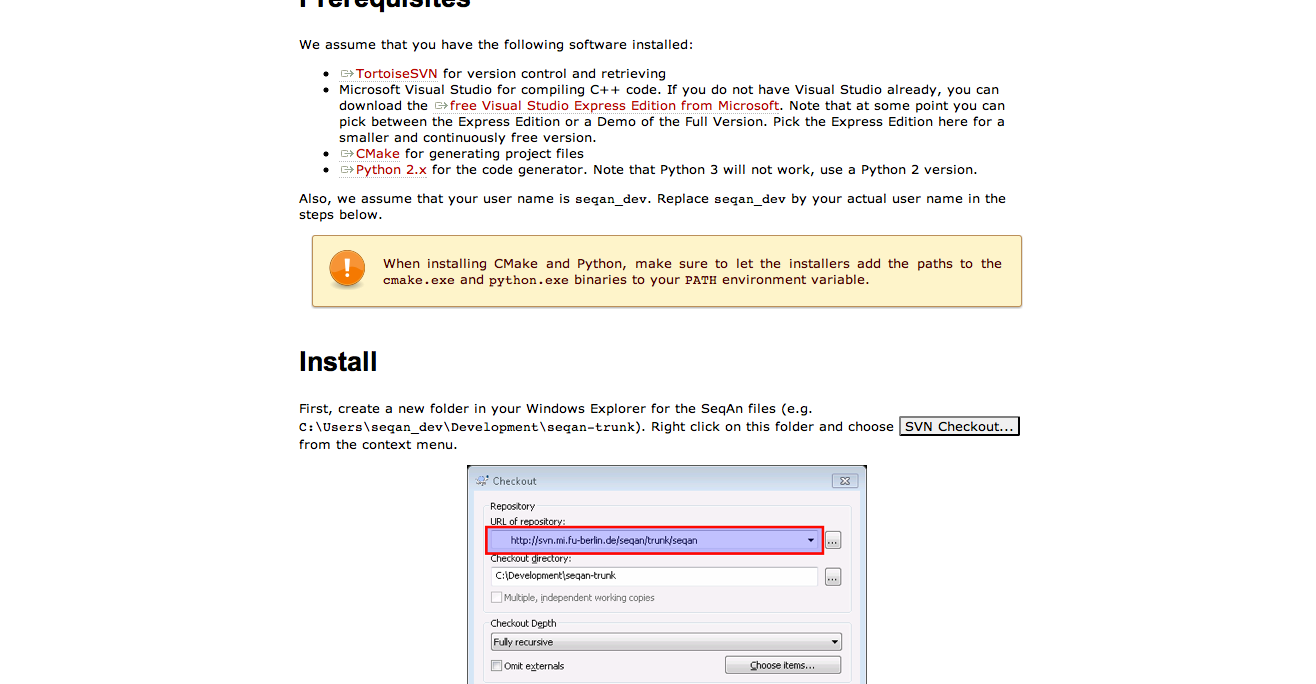 Prerequisites
We assume that you have the following software installed:
TortoiseSVN for version control and retrieving
Microsoft Visual Studio for compiling C++ code. If you do not have Visual Studio already, you can
download the free Visual Studio Express Edition from Microsoft. Note that at some point you can
pick between the Express Edition or a Demo of the Full Version. Pick the Express Edition here for a
smaller and continuously free version.
CMake for generating project files
Python 2.x for the code generator. Note that Python 3 will not work, use a Python 2 version.
Also, we assume that your user name is seqan_dev. Replace seqan_dev by your actual user name in the
steps below.
When installing CMake and Python, make sure to let the installers add the paths to the
cmake.exe and python.exe binaries to your PATH environment variable.
Install
First, create a new folder in your Windows Explorer for the SeqAn files (e.g.
C:\Users\seqan_dev\Development\seqan-trunk). Right click on this folder and choose SVN Checkout...
from the context menu.
Checkout
Repository
URL of repository:
http://svn.mi.fu-berlin.de/seqan/trunk/seqan
...
Checkout directory:
C:\Development\seqan-trunk
...
Multiple, independent working copies
Checkout Depth
Fully recursive
Omit externals
Choose items...